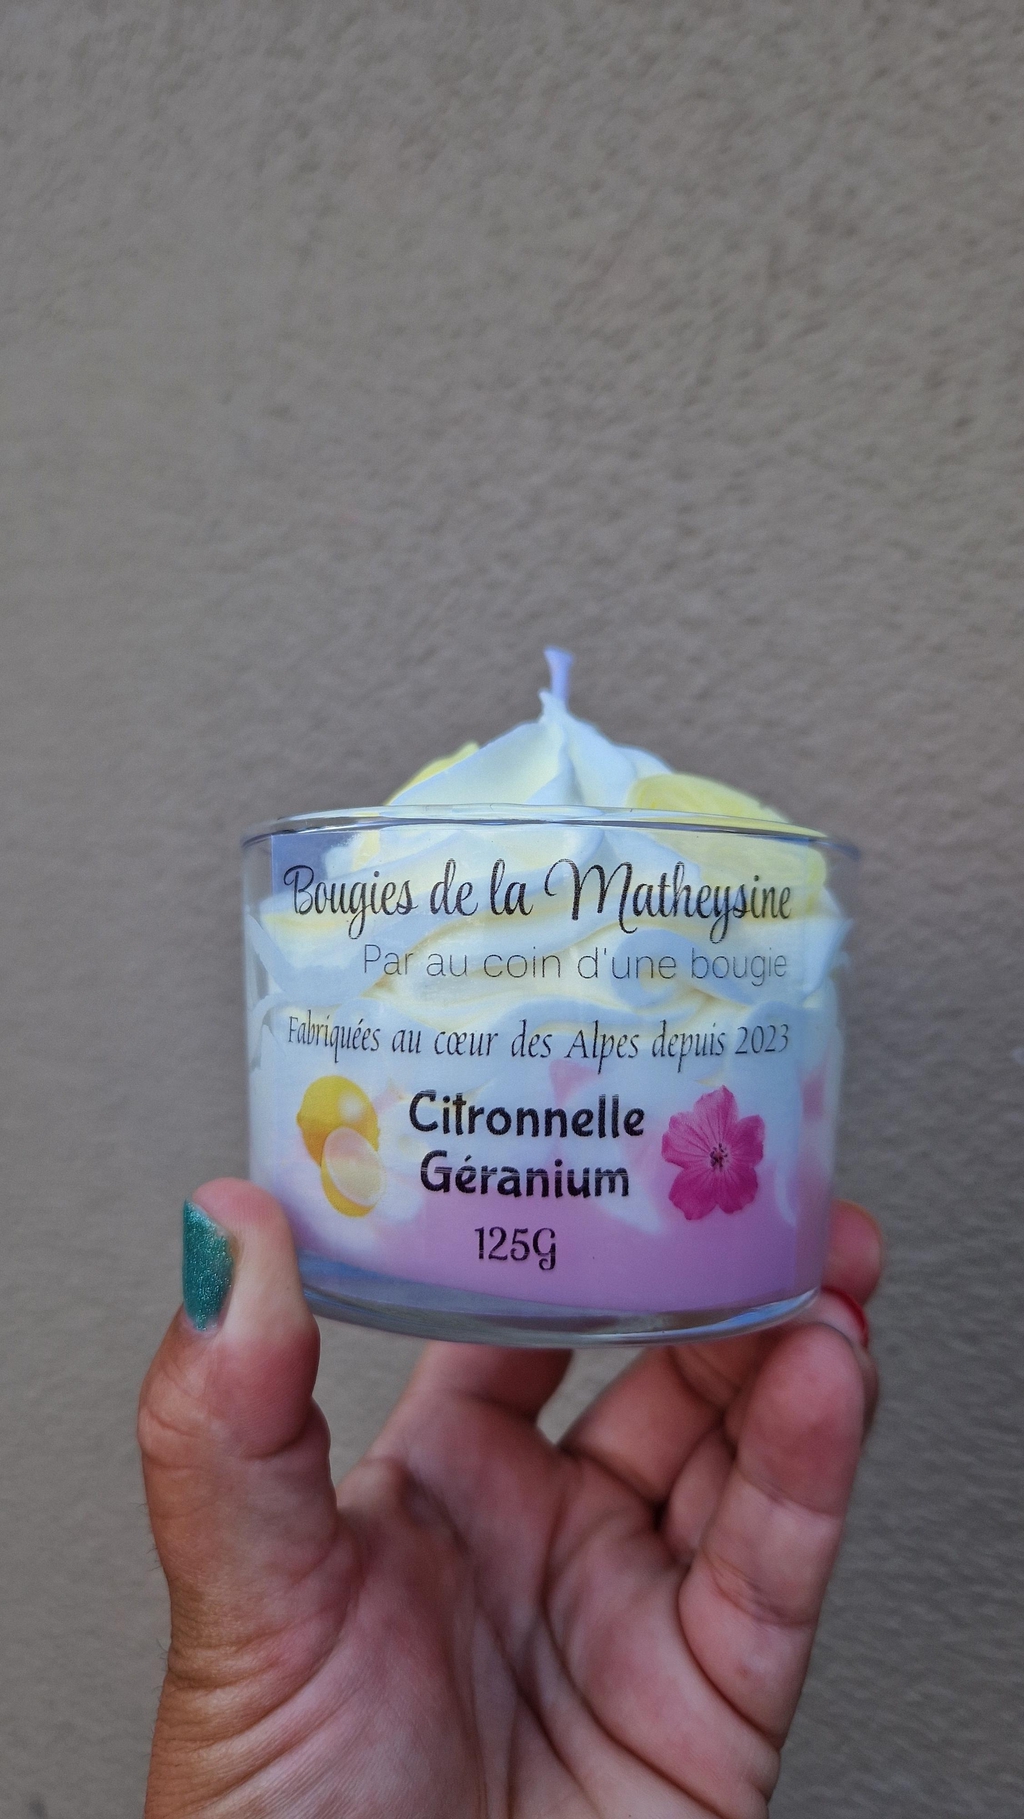 Bougies de la Matheysine
Par au coin d'une bougie
Fabriquées au cœur des Alpes depuis 2023
Citronnelle
Géranium
125G